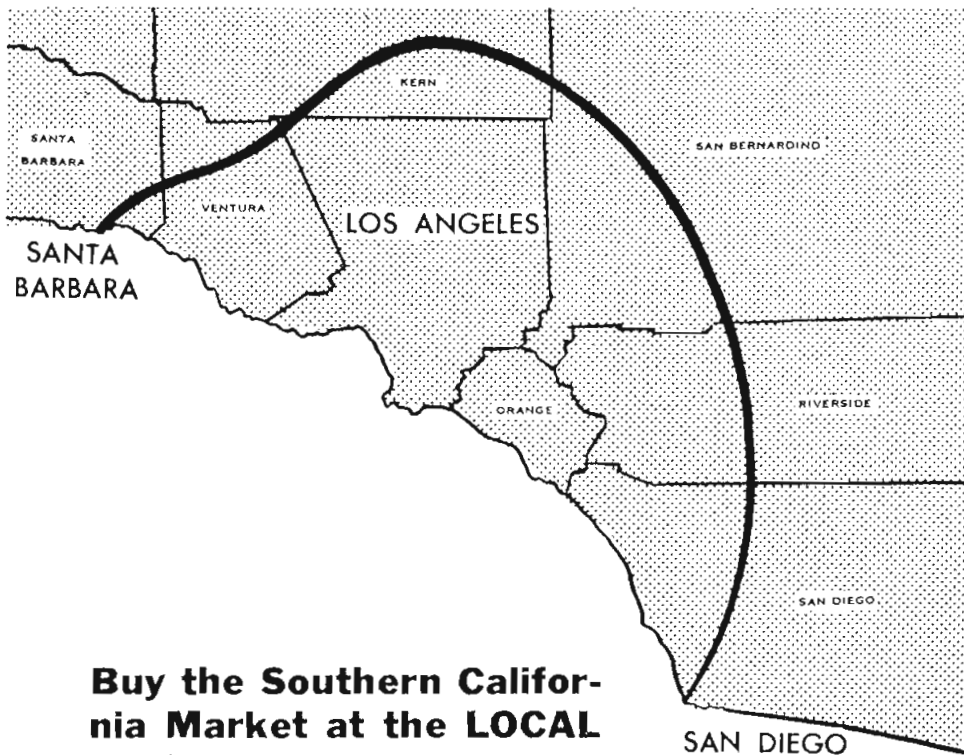 KERN
SANTA
BARBARA
SAN BERNARDINO
VENTURA
LOS ANGELES
SANTA
BARBARA
ORANGE
RIVERSIDE
SAN DIEGO
Buy the Southern Califor-
nia Market at the LOCAL
SAN DIEGO